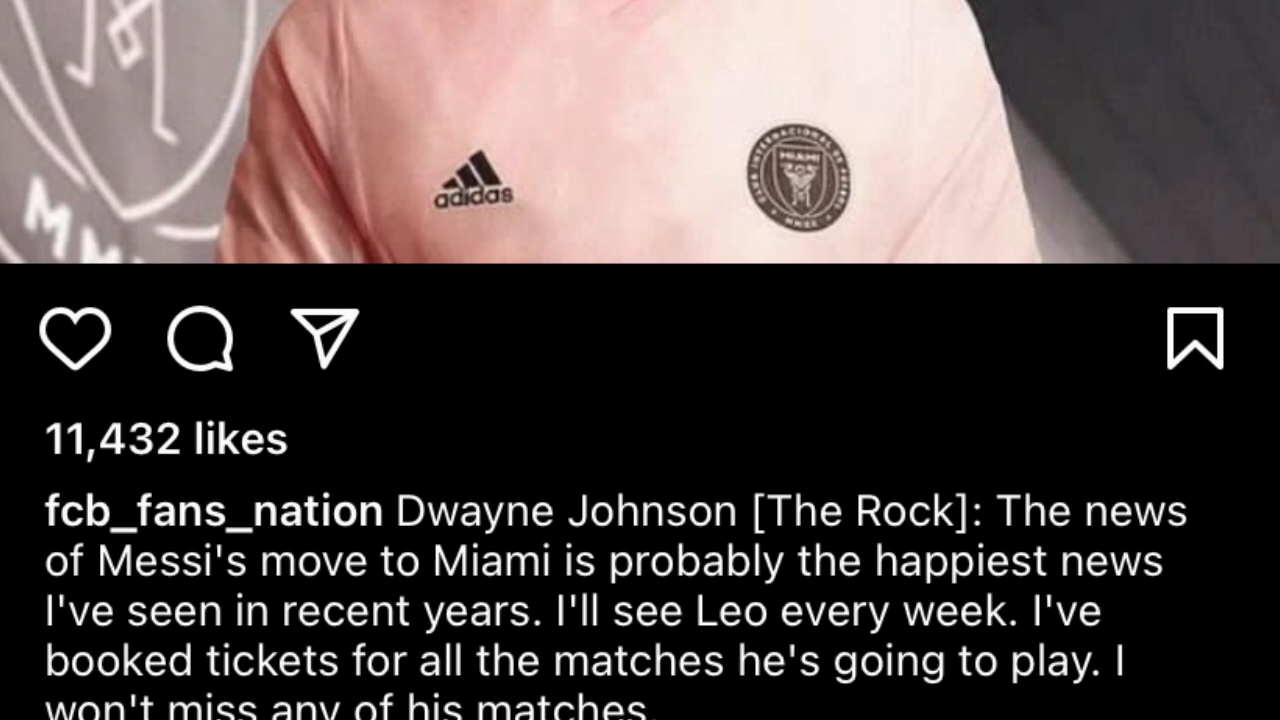 MIAMI
adidas
11,432 likes
fcb_fans_nation Dwayne Johnson [The Rock]: The news
of Messi's move to Miami is probably the happiest news
I've seen in recent years. I'll see Leo every week. I've
booked tickets for all the matches he's going to play. I
won't miss any of his matches.